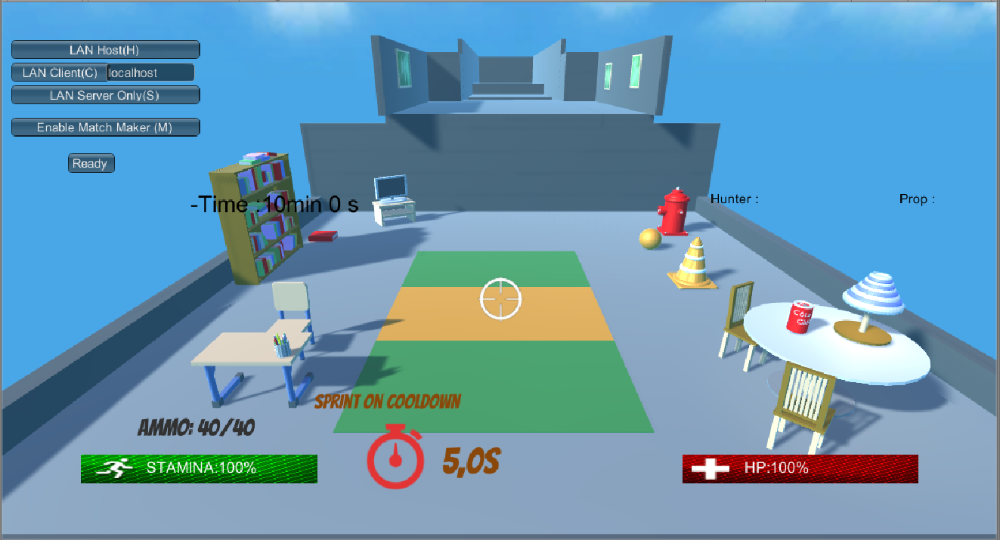 LAN Host(H)
LAN Client(C) localhost
LAN Server Only(S)
Enable Match Maker (M)
Ready
-Time :10min 0 s
Hunter :
Prop :
SPRINT ON COOLDOWN
AMMO: 40/40
STAMINA:100%
5,0S
HP:100%